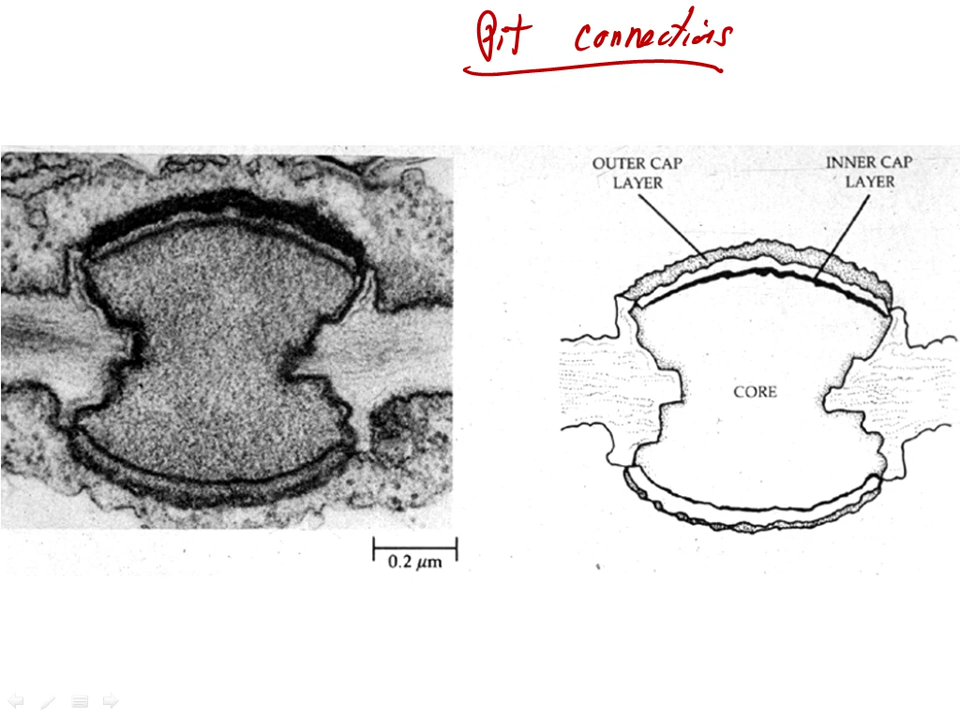 Pit connections
OUTER CAP
LAYER
INNER CAP
LAYER
CORE
0.2 μm